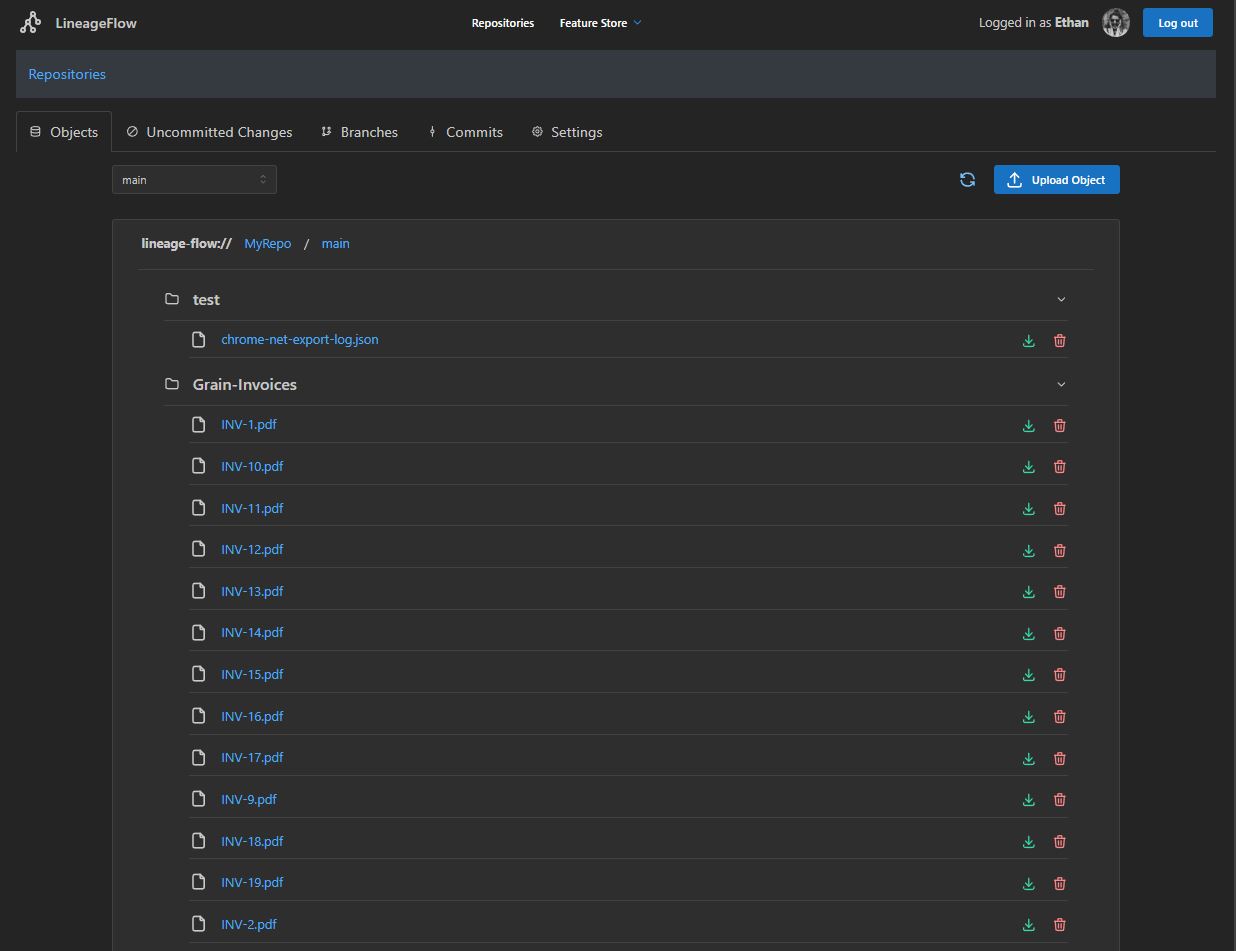 LineageFlow Repositories Feature Store Logged in as Ethan Log out
Repositories
Objects Uncommitted Changes Branches Commits Settings
main Upload Object
lineage-flow:// MyRepo / main
test
chrome-net-export-log.json
Grain-Invoices
INV-1.pdf
INV-10.pdf
INV-11.pdf
INV-12.pdf
INV-13.pdf
INV-14.pdf
INV-15.pdf
INV-16.pdf
INV-17.pdf
INV-9.pdf
INV-18.pdf
INV-19.pdf
INV-2.pdf